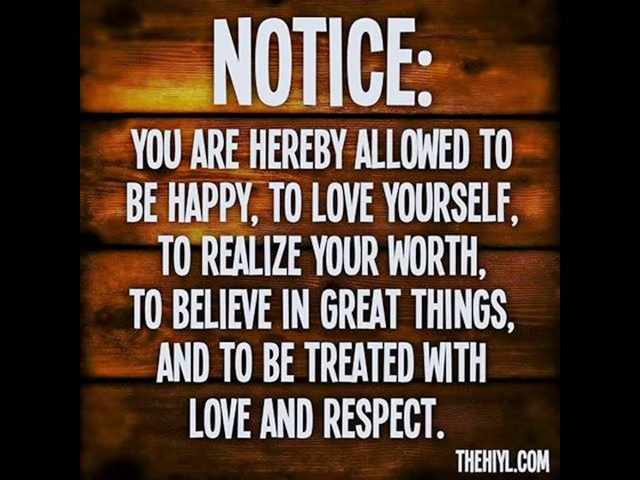 NOTICE:
YOU ARE HEREBY ALLOWED TO
BE HAPPY, TO LOVE YOURSELF,
TO REALIZE YOUR WORTH,
TO BELIEVE IN GREAT THINGS,
AND TO BE TREATED WITH
LOVE AND RESPECT.
THEHIYL.COM